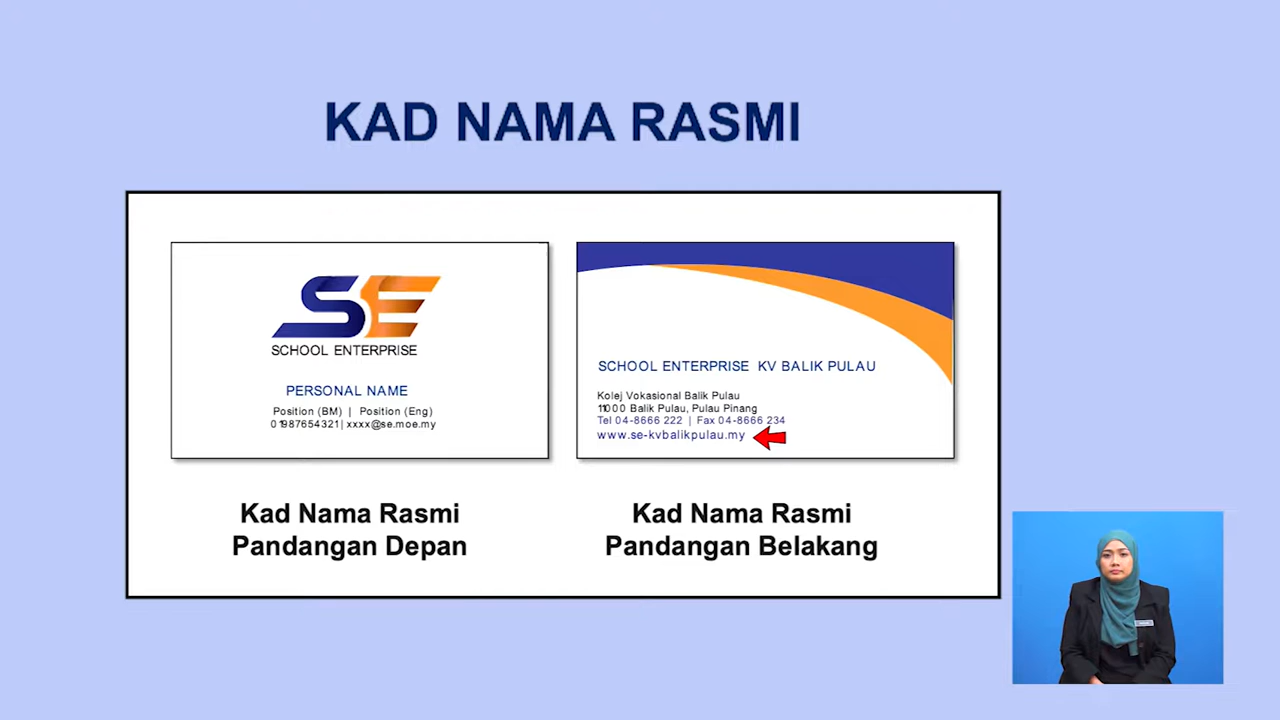 KAD NAMA RASMI
SE
SCHOOL ENTERPRISE
PERSONAL NAME
Position (BM) | Position (Eng)
01987654321 | xxxx@se.moe.my
Kad Nama Rasmi
Pandangan Depan
SCHOOL ENTERPRISE KV BALIK PULAU
Kolej Vokasional Balik Pulau
11000 Balik Pulau, Pulau Pinang
Tel 04-8666 222 | Fax 04-8666 234
www.se-kvbalikpulau.my
Kad Nama Rasmi
Pandangan Belakang